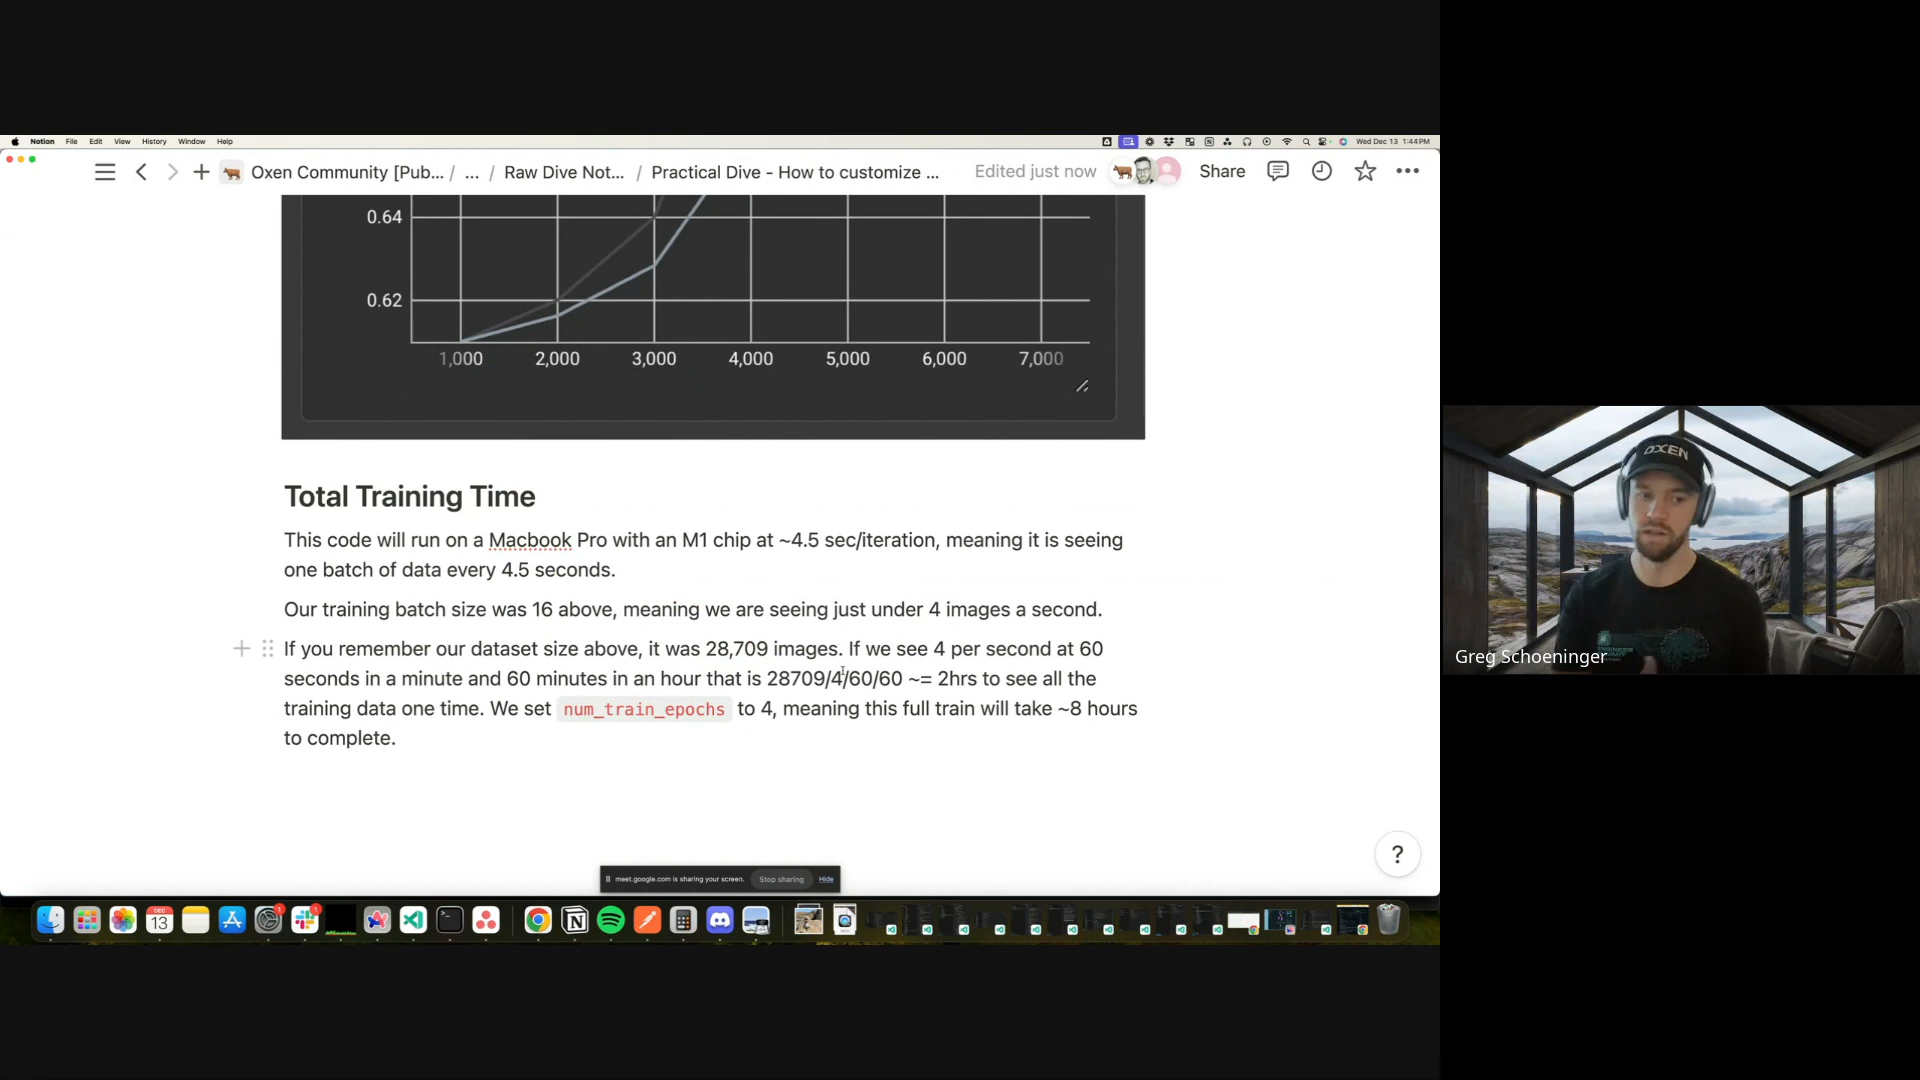 Notion File Edit View History Window Help
Wed Dec 13 1:44PM
Oxen Community [Pub... / ... / Raw Dive Not... / Practical Dive - How to customize ...
Edited just now
Share
0.64
0.62
1,000 2,000 3,000 4,000 5,000 6,000 7,000
Total Training Time
This code will run on a Macbook Pro with an M1 chip at ~4.5 sec/iteration, meaning it is seeing
one batch of data every 4.5 seconds.
Our training batch size was 16 above, meaning we are seeing just under 4 images a second.
If you remember our dataset size above, it was 28,709 images. If we see 4 per second at 60
seconds in a minute and 60 minutes in an hour that is 28709/4/60/60 ~= 2hrs to see all the
training data one time. We set num_train_epochs to 4, meaning this full train will take ~8 hours
to complete.
?
meet.google.com is sharing your screen. Stop sharing Hide
DEC
13
OXEN
Greg Schoeninger